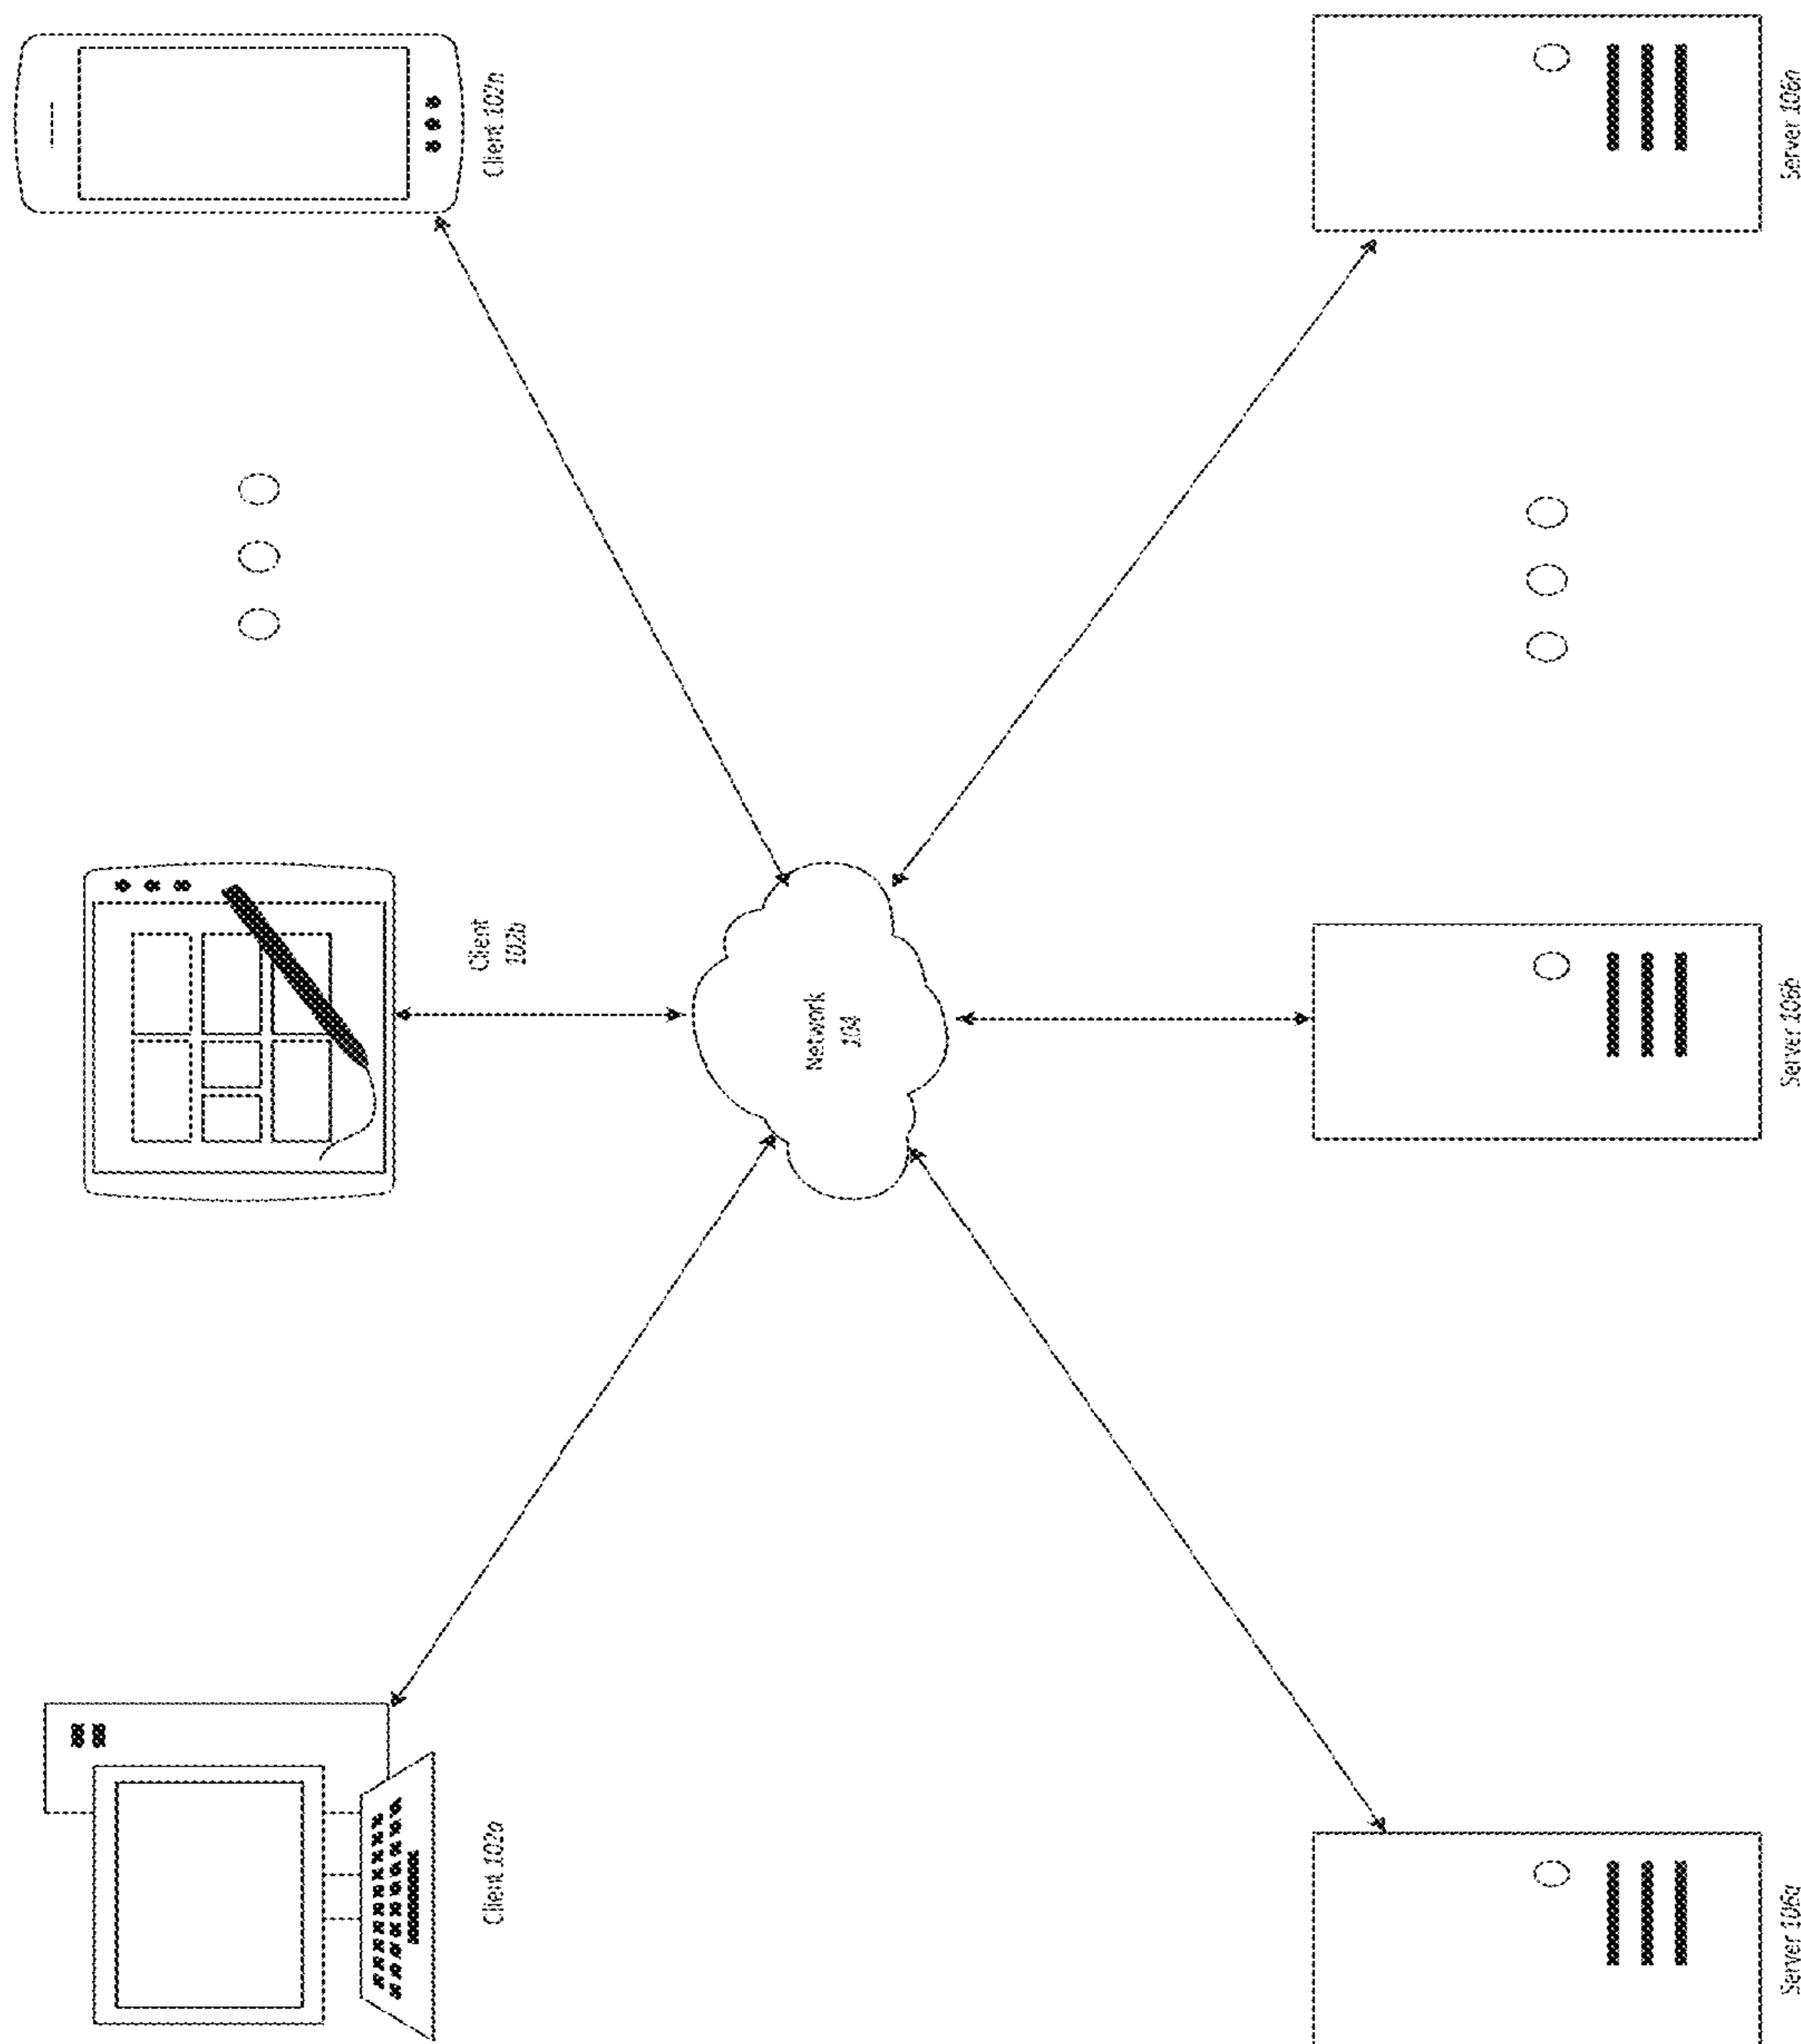 Client 102a
Client
102b
Client 102n
Network
104
Server 106a
Server 106b
Server 106n